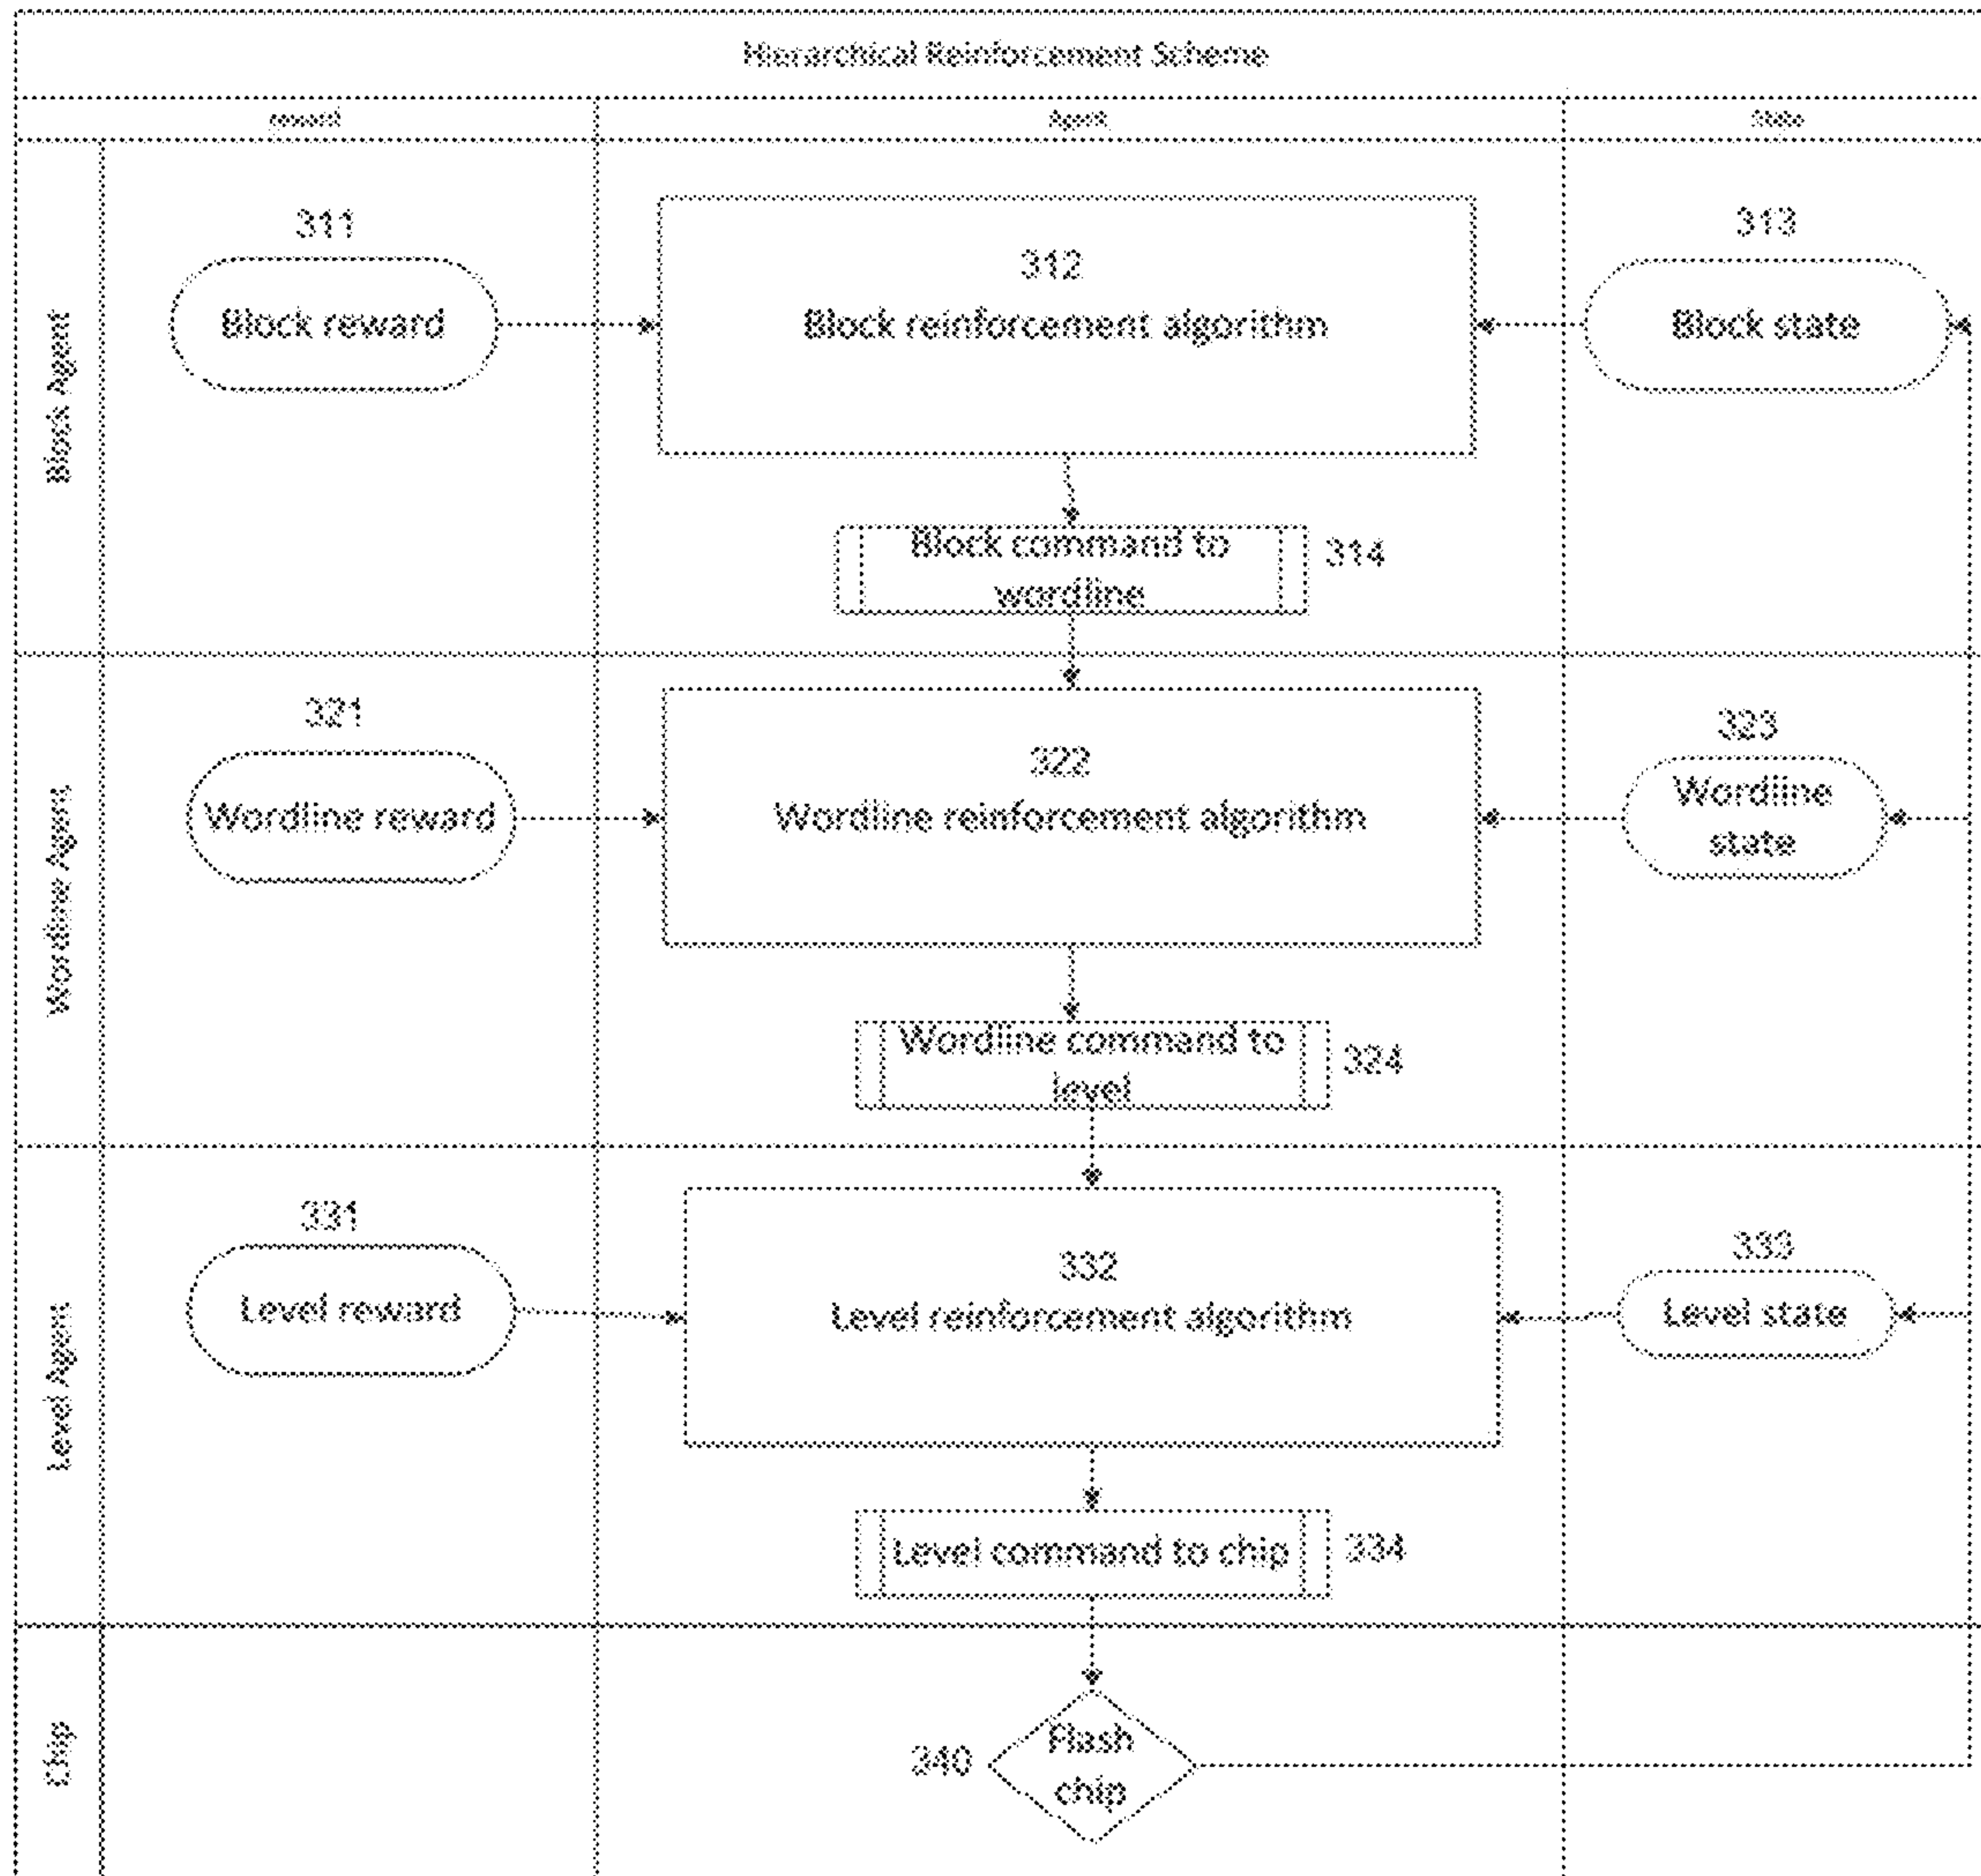 Hierarchical Reinforcement Scheme
reward
Agent
State
Block Agent
311
Block reward
312
Block reinforcement algorithm
313
Block state
Block command to
wordline
314
Wordline Agent
321
Wordline reward
322
Wordline reinforcement algorithm
323
Wordline
state
Wordline command to
level
324
Level Agent
331
Level reward
332
Level reinforcement algorithm
333
Level state
Level command to chip
334
Chip
340
Flash
chip